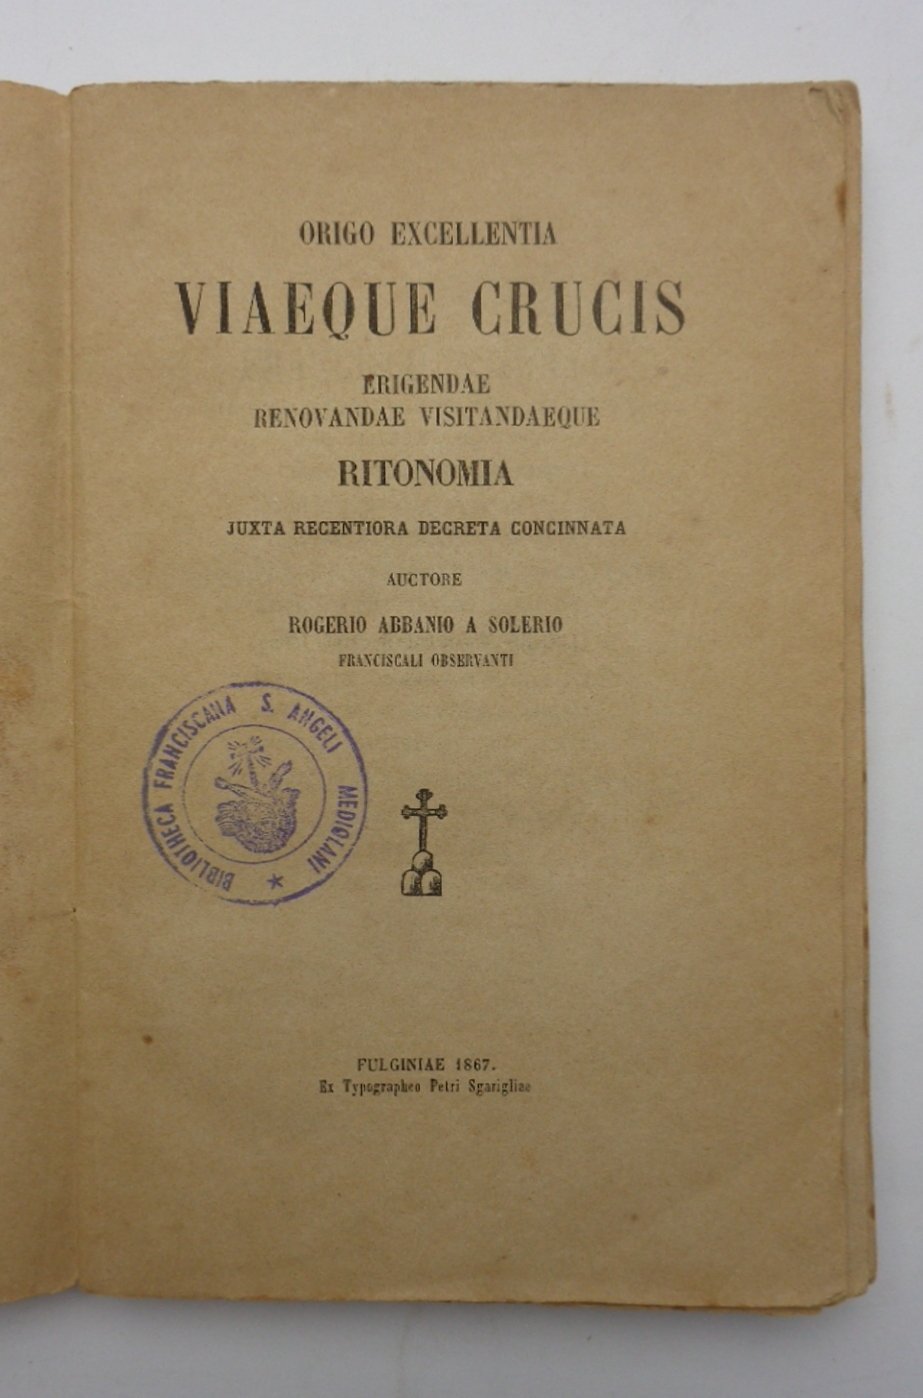 ORIGO EXCELLENTIA
VIAEQUE CRUCIS
ERIGENDAE
RENOVANDAE VISITANDAEQUE
RITONOMIA
JUXTA RECENTIORA DECRETA CONCINNATA
AUCTORE
ROGERIO ABBANIO A SOLERIO
FRANCISCALI OBSERVANTI
BIBLIOTHECA FRANCISCANA S. ANGELI MEDIOLANI
FULGINIAE 1867.
Ex Typographeo Petri Sgarigliae